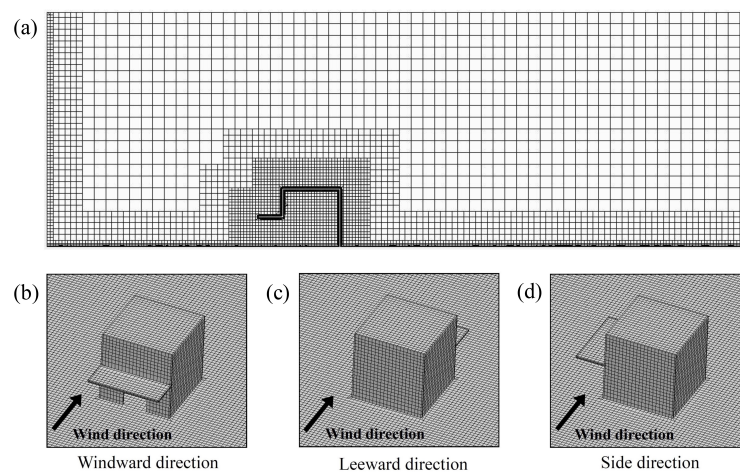 (a)
(b)
Wind direction
Windward direction
(c)
Wind direction
Leeward direction
(d)
Wind direction
Side direction